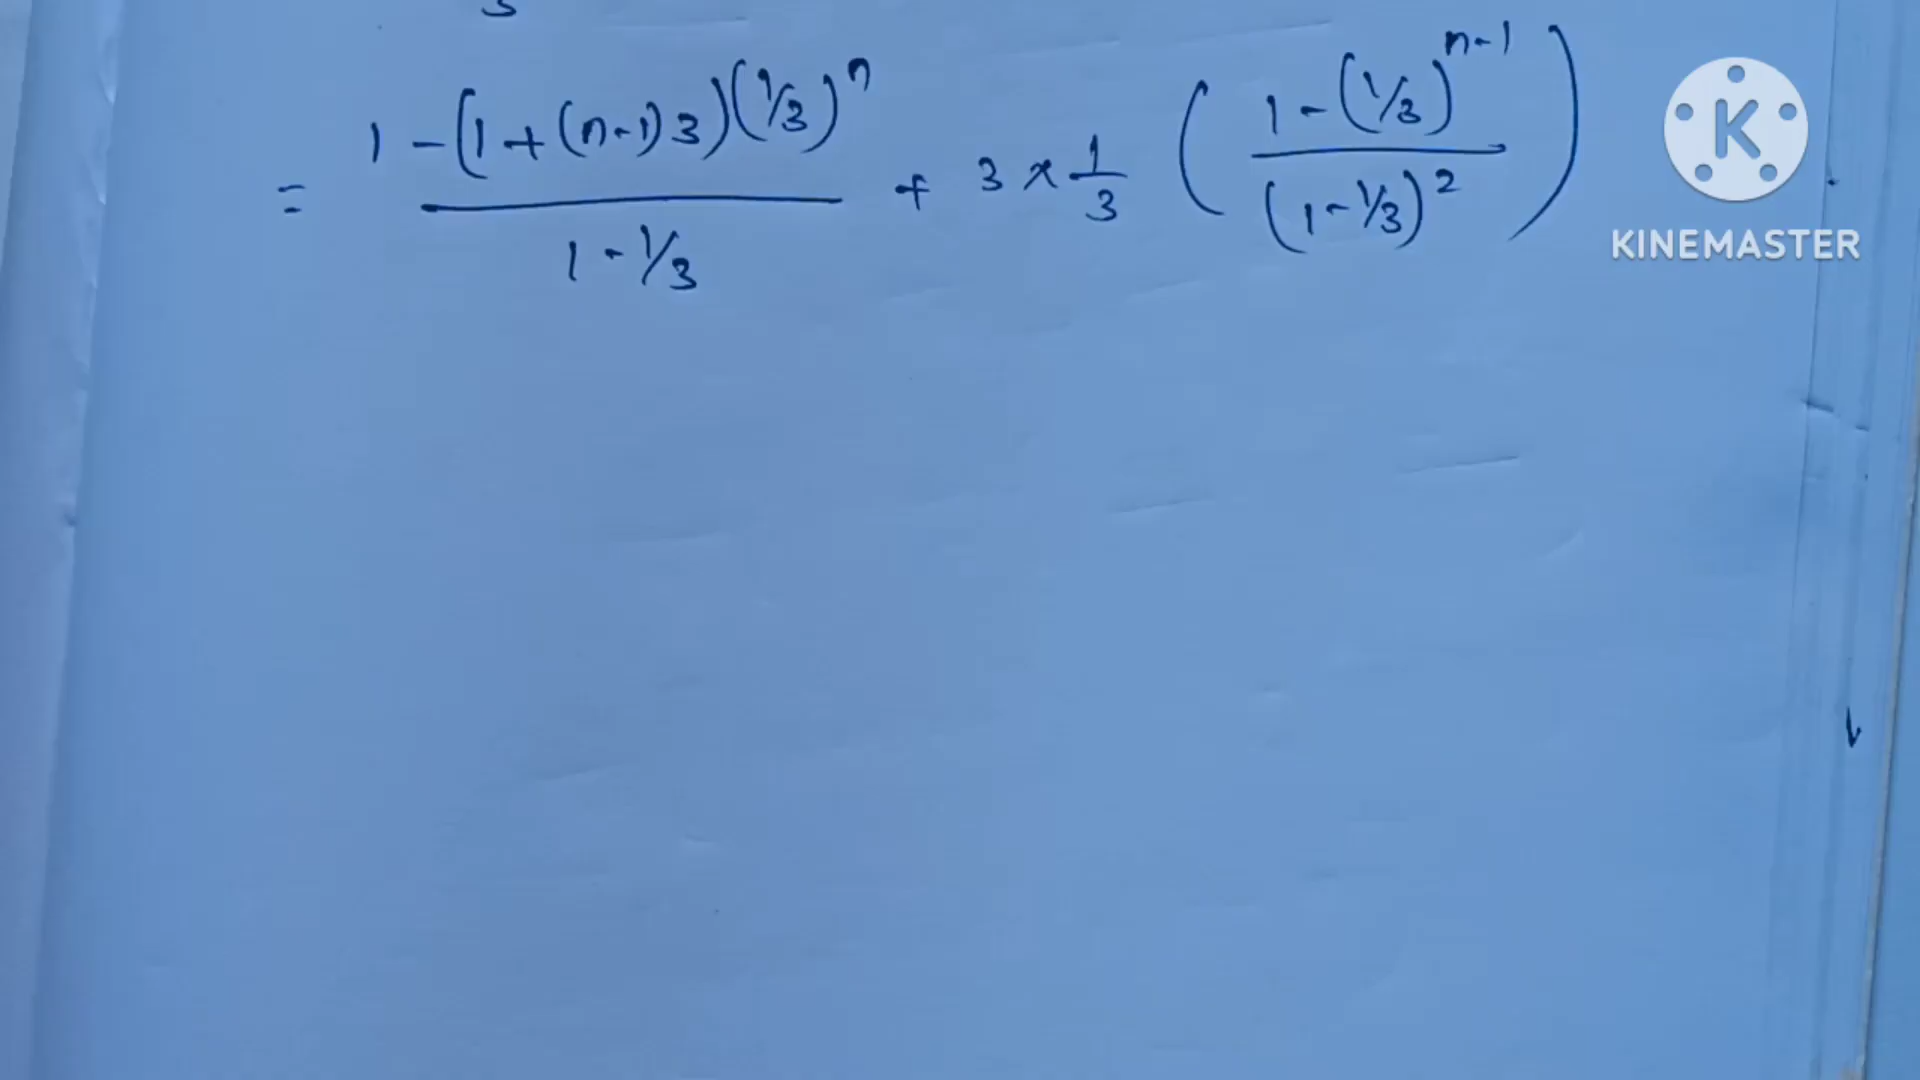 = 1 - (1 + (n-1) 3) (1/3)^n / 1 - 1/3 + 3 × 1/3 ( 1 - (1/3)^n-1 / (1 - 1/3)^2 )
K
KINEMASTER